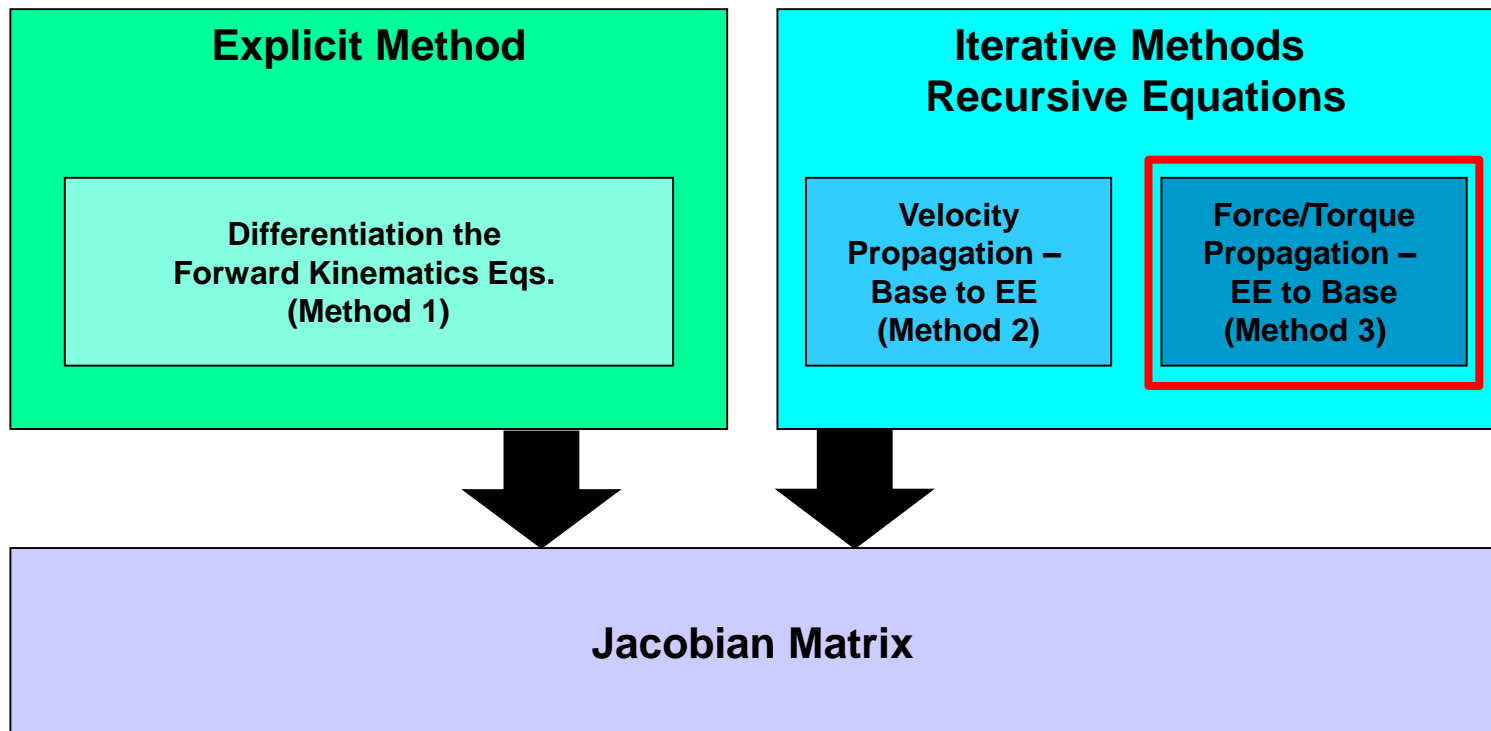 Explicit Method
Differentiation the
Forward Kinematics Eqs.
(Method 1)
Iterative Methods
Recursive Equations
Velocity
Propagation –
Base to EE
(Method 2)
Force/Torque
Propagation –
EE to Base
(Method 3)
Jacobian Matrix